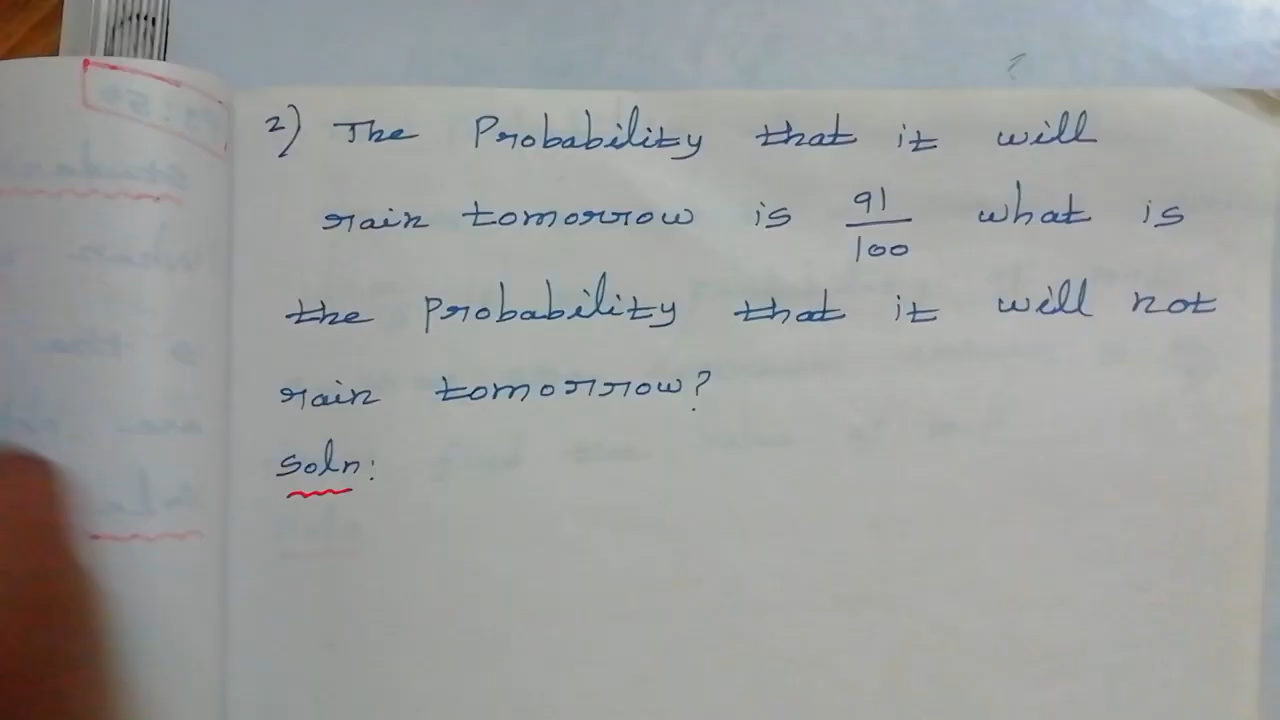 2) The Probability that it will
rain tomorrow is 91/100 what is
the Probability that it will not
rain tomorrow?
Soln: